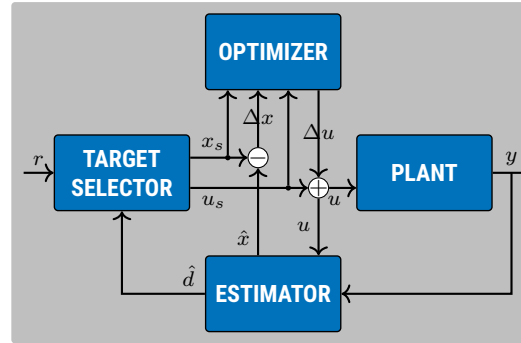 OPTIMIZER
Δx
Δu
x_s
r
TARGET
SELECTOR
PLANT
y
u_s
u
x̂
u
d̂
ESTIMATOR